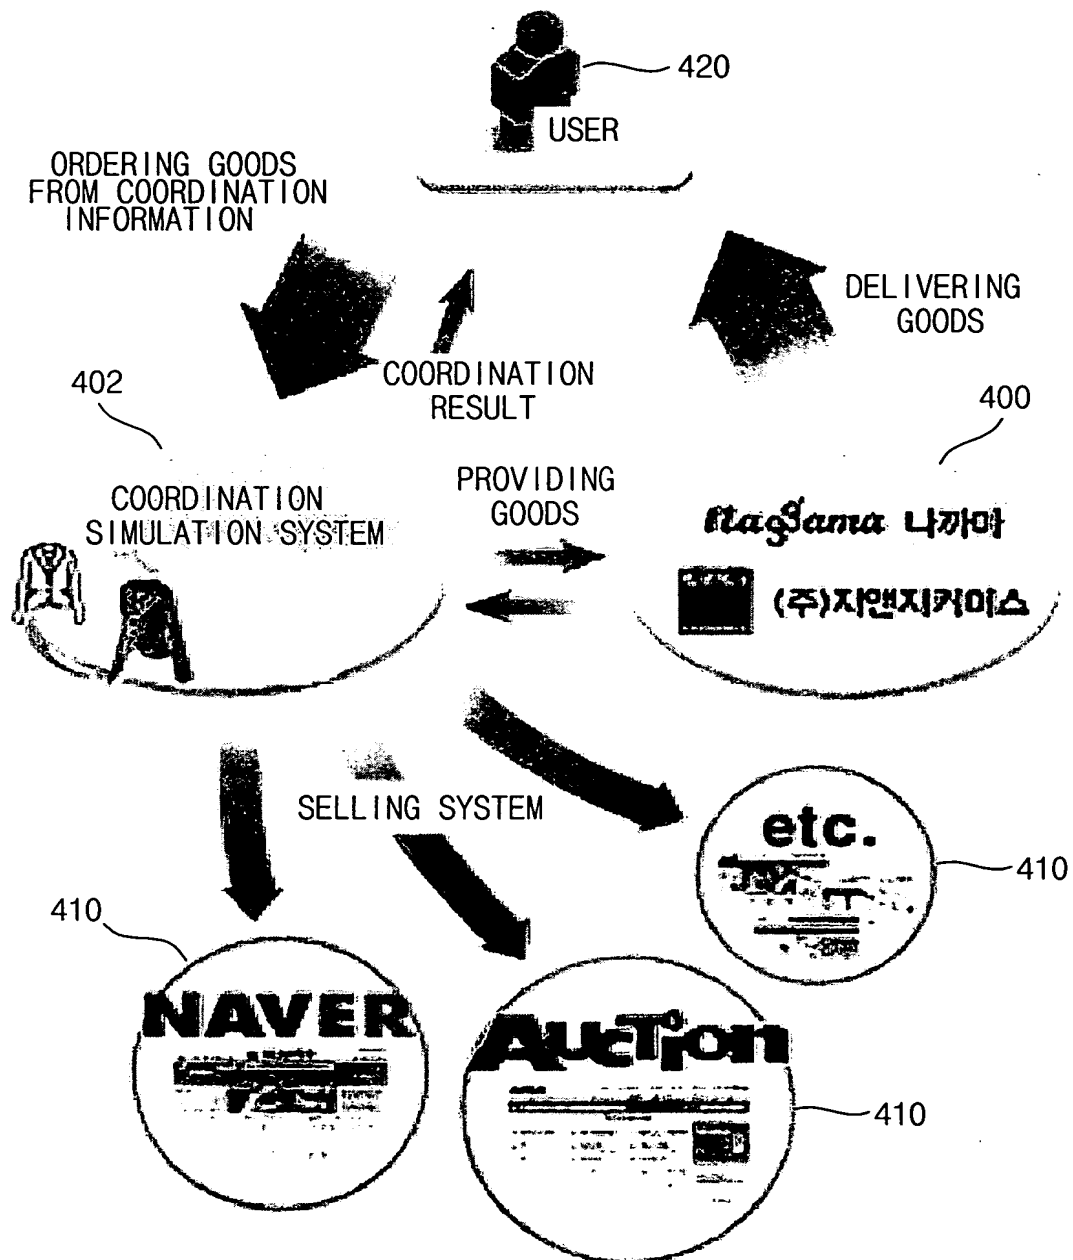 420
USER
ORDERING GOODS
FROM COORDINATION
INFORMATION
DELIVERING
GOODS
COORDINATION
RESULT
402
400
COORDINATION
SIMULATION SYSTEM
PROVIDING
GOODS
나까마
(주)지앤지커머스
SELLING SYSTEM
etc.
410
410
NAVER
AUCTiON
410